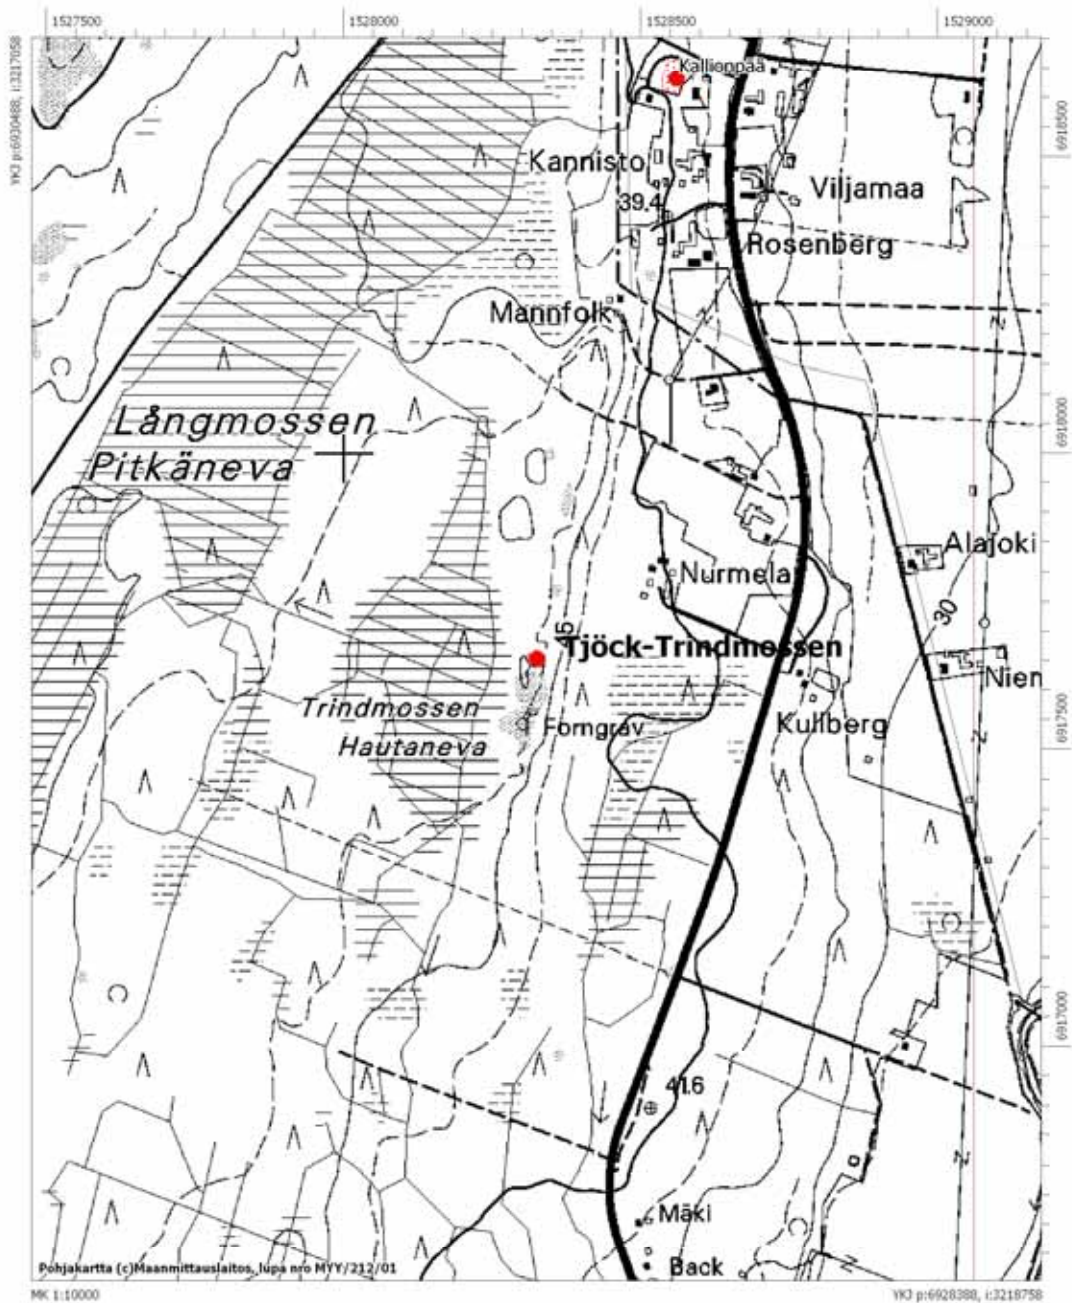 1527500
1528000
1528500
1529000
YKJ p:6930488, i:3217058
Kallionpää
6918500
Kannisto
39.4
Viljamaa
Rosenberg
Mannfolk
Långmossen
Pitkäneva
6918000
Alajoki
Nurmela
30
45
Tjöck-Trindmossen
Nien
Trindmossen
Forngrav
Kullberg
Hautaneva
6917500
6917000
41.6
Mäki
Back
Pohjakartta (c)Maanmittauslaitos, lupa nro MYY/212/01
MK 1:10000
YKJ p:6928388, i:3218758